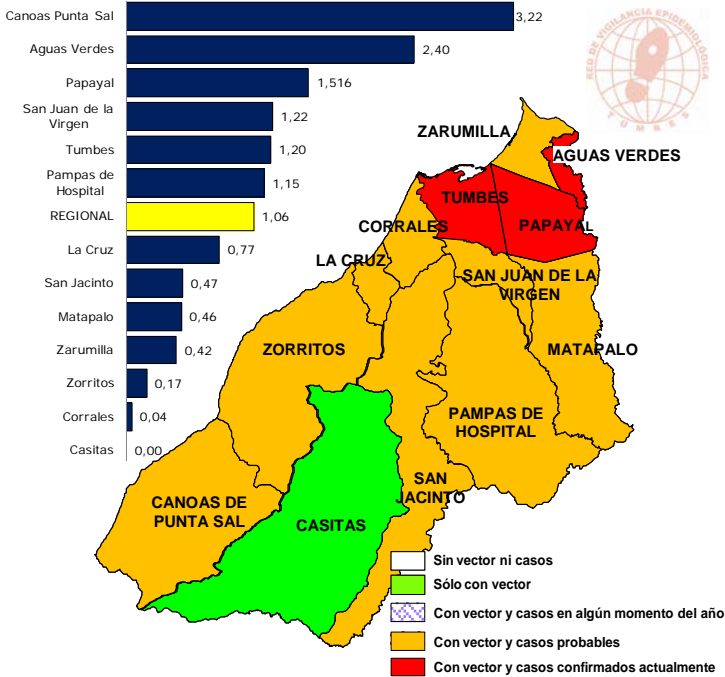 Canoas Punta Sal
3,22
Aguas Verdes
2,40
Papayal
1,516
San Juan de la
Virgen
1,22
Tumbes
1,20
Pampas de
Hospital
1,15
REGIONAL
1,06
La Cruz
0,77
San Jacinto
0,47
Matapalo
0,46
Zarumilla
0,42
Zorritos
0,17
Corrales
0,04
Casitas
0,00
RED DE VIGILANCIA EPIDEMIOLÓGICA
TUMBES
ZARUMILLA
AGUAS VERDES
TUMBES
PAPAYAL
CORRALES
LA CRUZ
SAN JUAN DE LA
VIRGEN
ZORRITOS
MATAPALO
PAMPAS DE
HOSPITAL
SAN
JACINTO
CANOAS DE
PUNTA SAL
CASITAS
Sin vector ni casos
Sólo con vector
Con vector y casos en algún momento del año
Con vector y casos probables
Con vector y casos confirmados actualmente